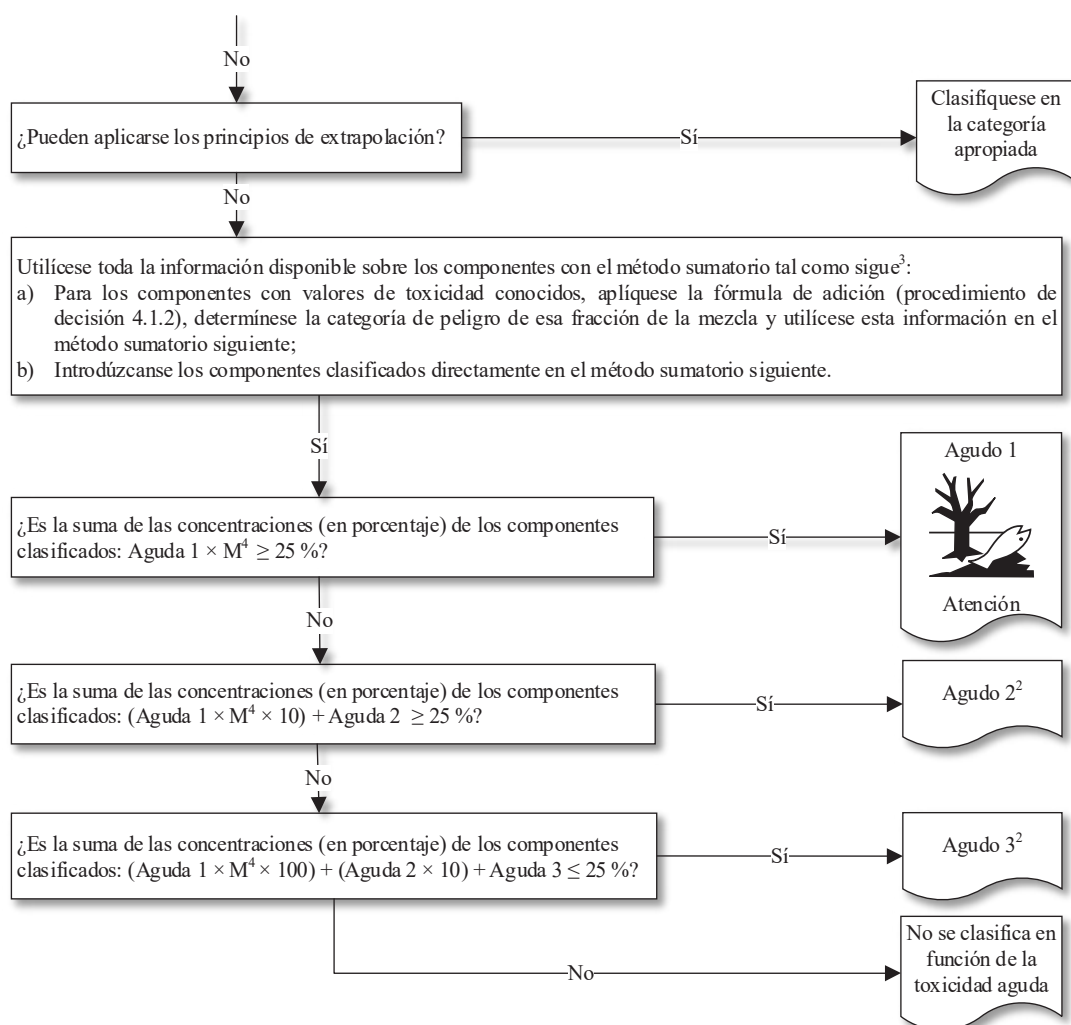 No
¿Pueden aplicarse los principios de extrapolación?
Sí
Clasifíquese en
la categoría
apropiada
No
Utilícese toda la información disponible sobre los componentes con el método sumatorio tal como sigue³:
a) Para los componentes con valores de toxicidad conocidos, aplíquese la fórmula de adición (procedimiento de
decisión 4.1.2), determínese la categoría de peligro de esa fracción de la mezcla y utilícese esta información en el
método sumatorio siguiente;
b) Introdúzcanse los componentes clasificados directamente en el método sumatorio siguiente.
Sí
¿Es la suma de las concentraciones (en porcentaje) de los componentes
clasificados: Aguda 1 × M⁴ ≥ 25 %?
Sí
Agudo 1
Atención
No
¿Es la suma de las concentraciones (en porcentaje) de los componentes
clasificados: (Aguda 1 × M⁴ × 10) + Aguda 2 ≥ 25 %?
Sí
Agudo 2²
No
¿Es la suma de las concentraciones (en porcentaje) de los componentes
clasificados: (Aguda 1 × M⁴ × 100) + (Aguda 2 × 10) + Aguda 3 ≤ 25 %?
Sí
Agudo 3²
No
No se clasifica en
función de la
toxicidad aguda